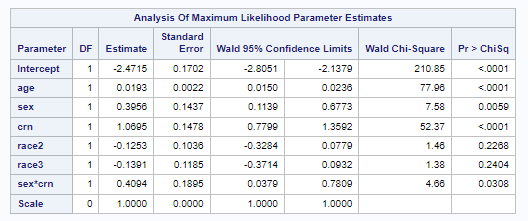 Analysis Of Maximum Likelihood Parameter Estimates
Parameter DF Estimate Standard Error Wald 95% Confidence Limits Wald Chi-Square Pr > ChiSq
Intercept 1 -2.4715 0.1702 -2.8051 -2.1379 210.85 <.0001
age 1 0.0193 0.0022 0.0150 0.0236 77.96 <.0001
sex 1 0.3956 0.1437 0.1139 0.6773 7.58 0.0059
crn 1 1.0695 0.1478 0.7799 1.3592 52.37 <.0001
race2 1 -0.1253 0.1036 -0.3284 0.0779 1.46 0.2268
race3 1 -0.1391 0.1185 -0.3714 0.0932 1.38 0.2404
sex*crn 1 0.4094 0.1895 0.0379 0.7809 4.66 0.0308
Scale 0 1.0000 0.0000 1.0000 1.0000